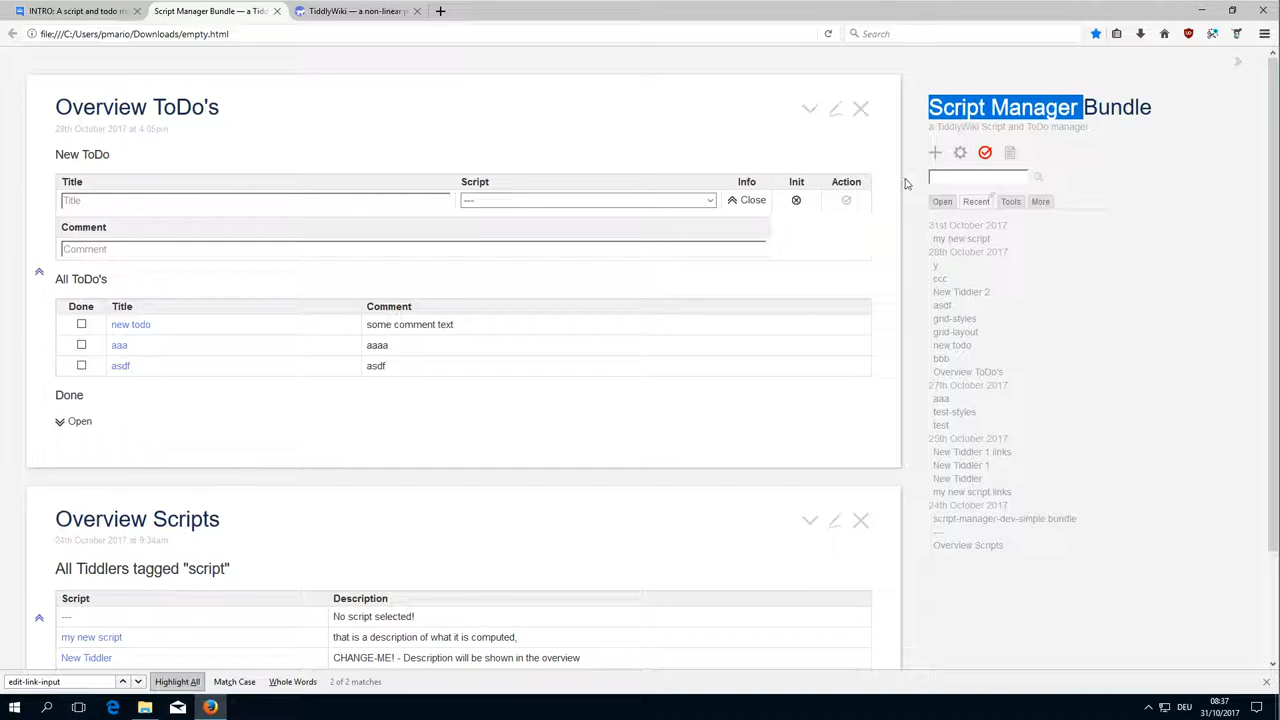 INTRO: A script and todo m
Script Manager Bundle — a Tidd
TiddlyWiki — a non-linear p
file:///C:/Users/pmario/Downloads/empty.html
Search
Overview ToDo's
28th October 2017 at 4:05pm
New ToDo
Title Script Info Init Action
Title --- Close
Comment
Comment
All ToDo's
Done Title Comment
new todo some comment text
aaa aaaa
asdf asdf
Done
Open
Overview Scripts
24th October 2017 at 9:34am
All Tiddlers tagged "script"
Script Description
--- No script selected!
my new script that is a description of what it is computed,
New Tiddler CHANGE-ME! - Description will be shown in the overview
Script Manager Bundle
a TiddlyWiki Script and ToDo manager
Open Recent Tools More
31st October 2017
my new script
28th October 2017
y
ccc
New Tiddler 2
asdf
grid-styles
grid-layout
new todo
bbb
Overview ToDo's
27th October 2017
aaa
test-styles
test
25th October 2017
New Tiddler 1 links
New Tiddler 1
New Tiddler
my new script links
24th October 2017
script-manager-dev-simple.bundle
---
Overview Scripts
edit-link-input Highlight All Match Case Whole Words 2 of 2 matches
DEU
08:37
31/10/2017